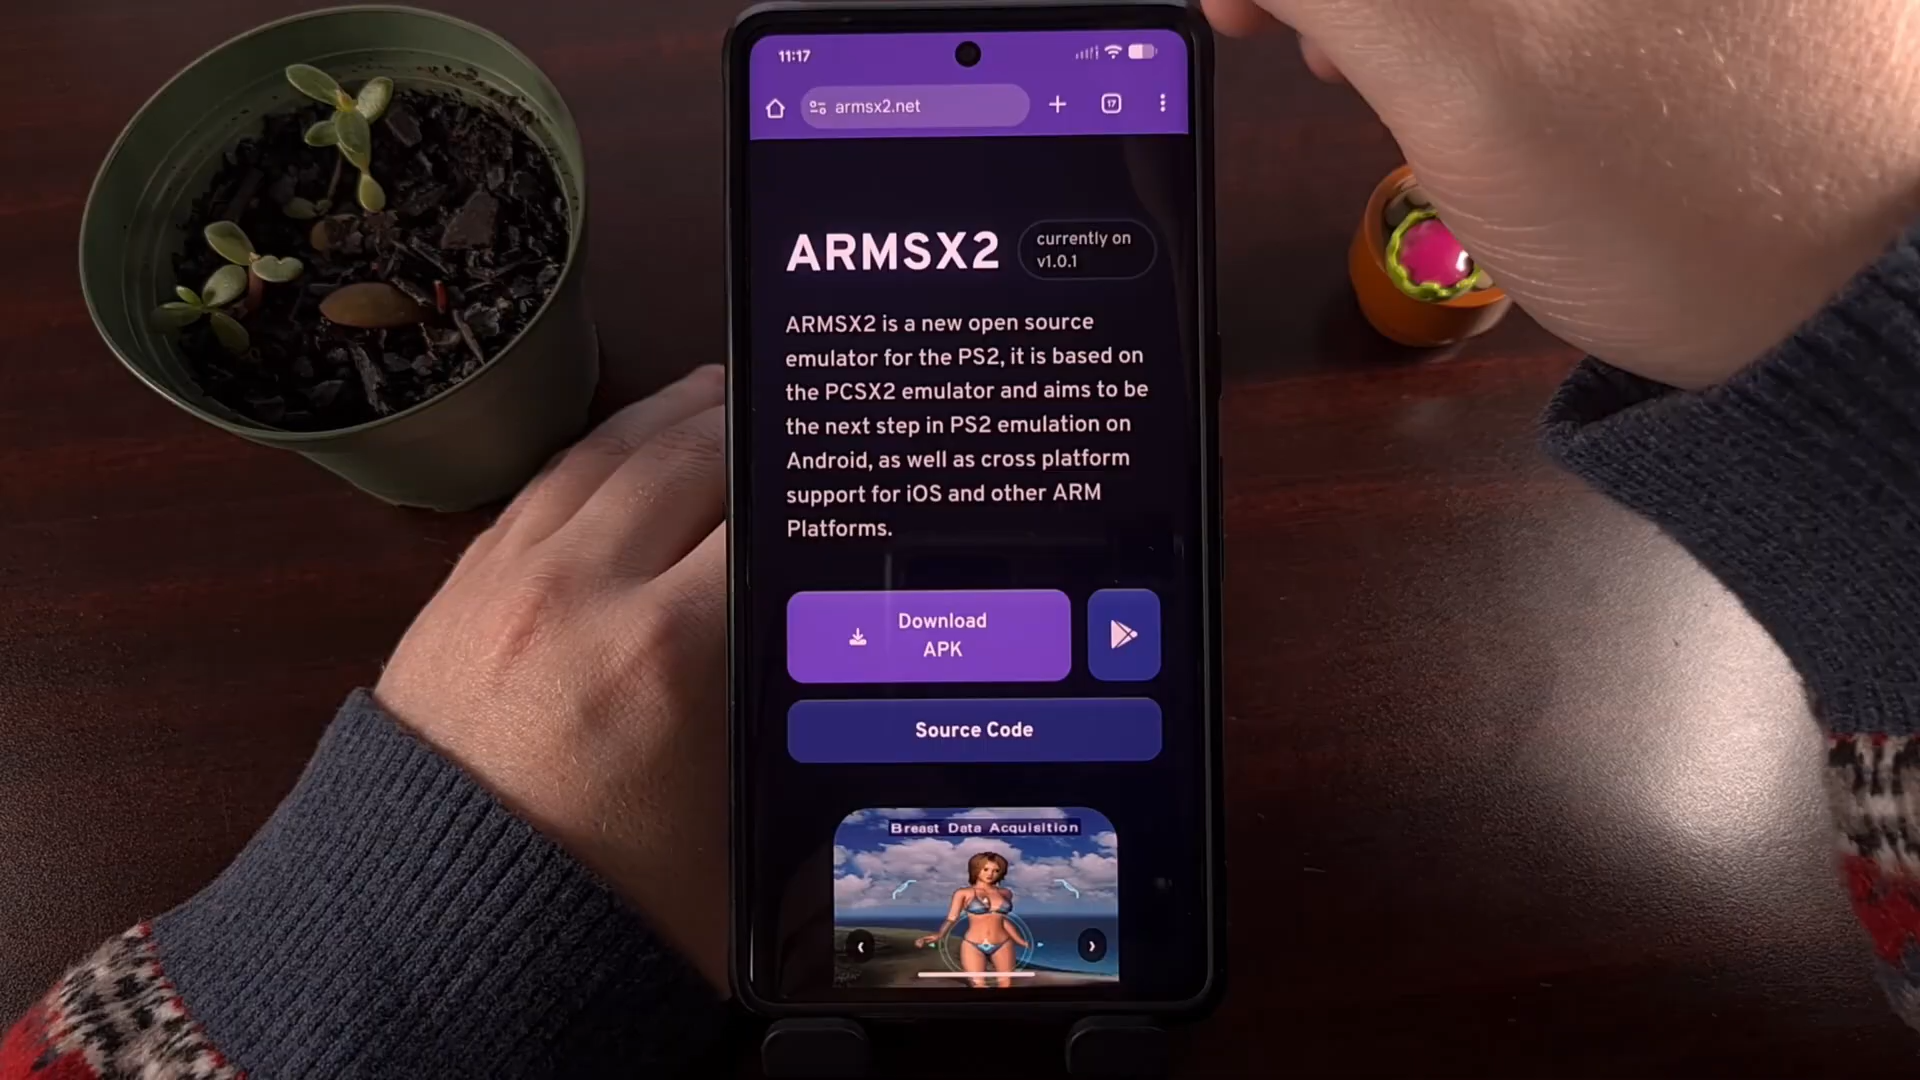 11:17
armsx2.net
17
ARMSX2
currently on
v1.0.1
ARMSX2 is a new open source
emulator for the PS2, it is based on
the PCSX2 emulator and aims to be
the next step in PS2 emulation on
Android, as well as cross platform
support for iOS and other ARM
Platforms.
Download
APK
Source Code
Breast Data Acquisition